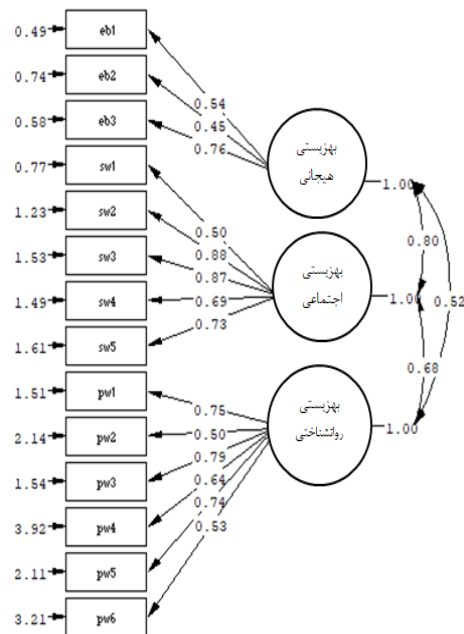 0.49 eb1
0.74 eb2
0.58 eb3
0.77 sw1
1.23 sw2
1.53 sw3
1.49 sw4
1.61 sw5
1.51 pw1
2.14 pw2
1.54 pw3
3.92 pw4
2.11 pw5
3.21 pw6
0.54
0.45
0.76
0.50
0.88
0.87
0.69
0.73
0.75
0.50
0.79
0.64
0.74
0.53
بهزیستی
هیجانی
1.00
بهزیستی
اجتماعی
1.00
بهزیستی
روانشناختی
1.00
0.80
0.52
0.68